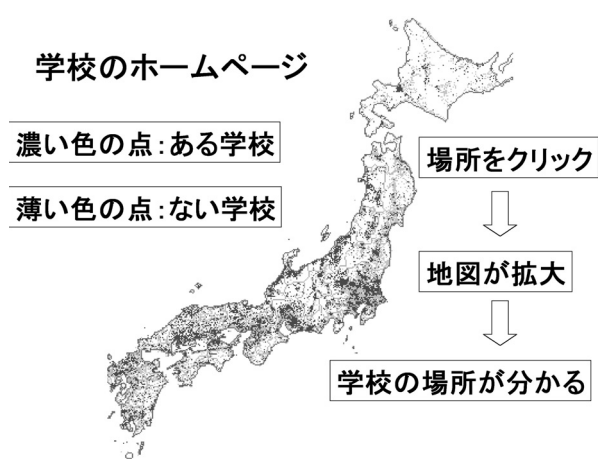 学校のホームページ
濃い色の点：ある学校
薄い色の点：ない学校
場所をクリック
地図が拡大
学校の場所が分かる